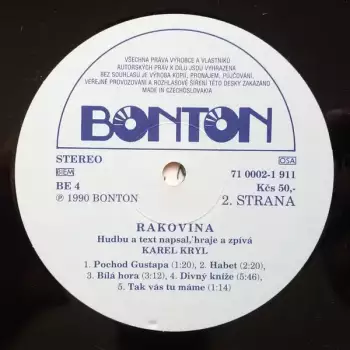 VŠECHNA PRÁVA VÝROBCE A VLASTNÍKŮ
AUTORSKÝCH PRÁV K DÍLU JSOU VYHRAZENA
BEZ SOUHLASU JE VÝROBA KOPIÍ, PRONÁJEM, PŮJČOVÁNÍ,
VEŘEJNÉ PROVOZOVÁNÍ A ROZHLASOVÉ ŠÍŘENÍ TÉTO DESKY ZAKÁZÁNO
MADE IN CZECHOSLOVAKIA
BONTON
STEREO
OSA
BIEM
71 0002-1 911
BE 4
Kčs 50,-
℗ 1990 BONTON
2. STRANA
RAKOVINA
Hudbu a text napsal, hraje a zpívá
KAREL KRYL
1. Pochod Gustapa (1:20), 2. Habet (2:20),
3. Bílá hora (3:12), 4. Divný kníže (5:46),
5. Tak vás tu máme (1:14)